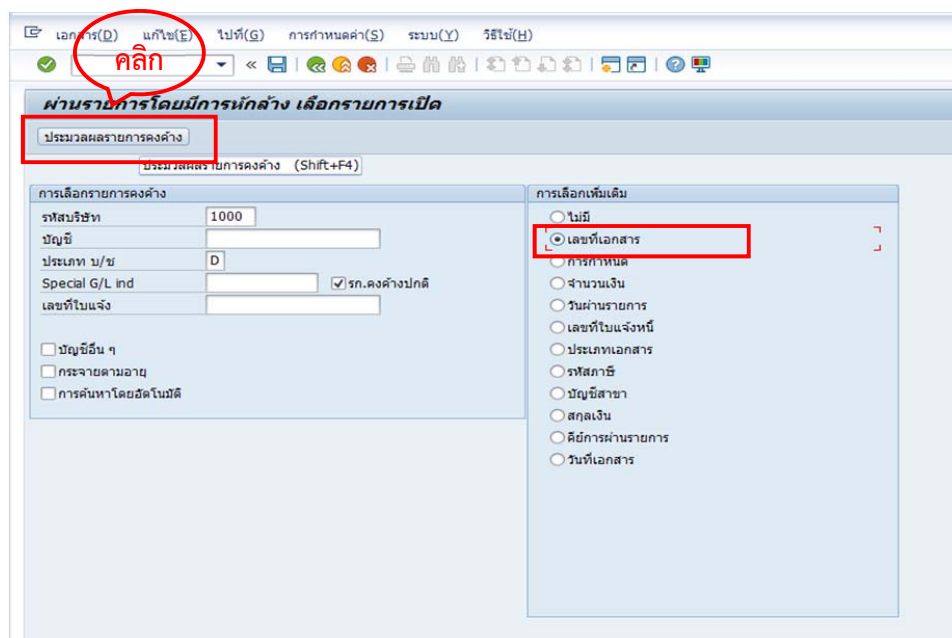 เอกสาร(D) แก้ไข(E) ไปที่(G) การกำหนดค่า(S) ระบบ(Y) วิธีใช้(H)
คลิก
ผ่านรายการโดยมีการหักล้าง เลือกรายการเปิด
ประมวลผลรายการคงค้าง
ประมวลผลรายการคงค้าง (Shift+F4)
การเลือกรายการคงค้าง
รหัสบริษัท 1000
บัญชี
ประเภท บ/ช D
Special G/L ind รก.คงค้างปกติ
เลขที่ใบแจ้ง
บัญชีอื่น ๆ
กระจายตามอายุ
การค้นหาโดยอัตโนมัติ
การเลือกเพิ่มเติม
ไม่มี
เลขที่เอกสาร
การกำหนด
จำนวนเงิน
วันผ่านรายการ
เลขที่ใบแจ้งหนี้
ประเภทเอกสาร
รหัสภาษี
บัญชีสาขา
สกุลเงิน
คีย์การผ่านรายการ
วันที่เอกสาร